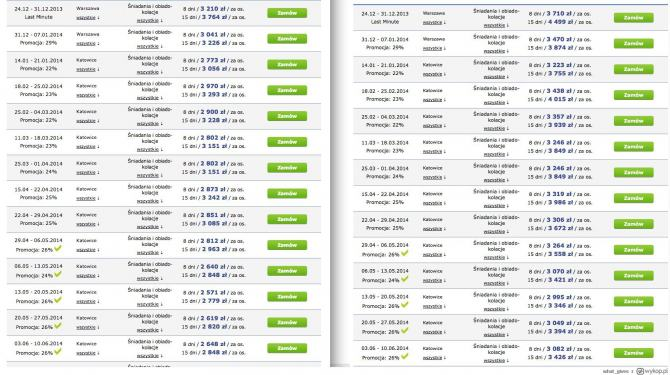 24.12 - 31.12.2013 Warszawa Śniadania i obiado- 8 dni / 3 210 zł / za os. Zamów
Last Minute wszystkie ↓ kolacje wszystkie ↓ 15 dni / 3 764 zł / za os.
31.12 - 07.01.2014 Warszawa Śniadania i obiado- 8 dni / 3 041 zł / za os. Zamów
Promocja: 29% wszystkie ↓ kolacje wszystkie ↓ 15 dni / 3 226 zł / za os.
14.01 - 21.01.2014 Katowice Śniadania i obiado- 8 dni / 2 773 zł / za os. Zamów
Promocja: 22% wszystkie ↓ kolacje wszystkie ↓ 15 dni / 3 056 zł / za os.
18.02 - 25.02.2014 Katowice Śniadania i obiado- 8 dni / 2 970 zł / za os. Zamów
Promocja: 23% wszystkie ↓ kolacje wszystkie ↓ 15 dni / 3 293 zł / za os.
25.02 - 04.03.2014 Katowice Śniadania i obiado- 8 dni / 2 900 zł / za os. Zamów
Promocja: 22% wszystkie ↓ kolacje wszystkie ↓ 15 dni / 3 228 zł / za os.
11.03 - 18.03.2014 Katowice Śniadania i obiado- 8 dni / 2 802 zł / za os. Zamów
Promocja: 23% wszystkie ↓ kolacje wszystkie ↓ 15 dni / 3 151 zł / za os.
25.03 - 01.04.2014 Katowice Śniadania i obiado- 8 dni / 2 802 zł / za os. Zamów
Promocja: 24% wszystkie ↓ kolacje wszystkie ↓ 15 dni / 3 151 zł / za os.
15.04 - 22.04.2014 Katowice Śniadania i obiado- 8 dni / 2 873 zł / za os. Zamów
Promocja: 25% wszystkie ↓ kolacje wszystkie ↓ 15 dni / 3 242 zł / za os.
22.04 - 29.04.2014 Katowice Śniadania i obiado- 8 dni / 2 851 zł / za os. Zamów
Promocja: 25% wszystkie ↓ kolacje wszystkie ↓ 15 dni / 3 085 zł / za os.
29.04 - 06.05.2014 Katowice Śniadania i obiado- 8 dni / 2 812 zł / za os. Zamów
Promocja: 26% wszystkie ↓ kolacje wszystkie ↓ 15 dni / 2 963 zł / za os.
06.05 - 13.05.2014 Katowice Śniadania i obiado- 8 dni / 2 640 zł / za os. Zamów
Promocja: 24% wszystkie ↓ kolacje wszystkie ↓ 15 dni / 2 848 zł / za os.
13.05 - 20.05.2014 Katowice Śniadania i obiado- 8 dni / 2 571 zł / za os. Zamów
Promocja: 26% wszystkie ↓ kolacje wszystkie ↓ 15 dni / 2 779 zł / za os.
20.05 - 27.05.2014 Katowice Śniadania i obiado- 8 dni / 2 619 zł / za os. Zamów
Promocja: 26% wszystkie ↓ kolacje wszystkie ↓ 15 dni / 2 820 zł / za os.
03.06 - 10.06.2014 Katowice Śniadania i obiado- 8 dni / 2 648 zł / za os. Zamów
Promocja: 26% wszystkie ↓ kolacje wszystkie ↓ 15 dni / 2 848 zł / za os.
24.12 - 31.12.2013 Warszawa Śniadania i obiado- 8 dni / 3 710 zł / za os. Zamów
Last Minute wszystkie ↓ kolacje wszystkie ↓ 15 dni / 4 499 zł / za os.
31.12 - 07.01.2014 Warszawa Śniadania i obiado- 8 dni / 3 470 zł / za os. Zamów
Promocja: 29% wszystkie ↓ kolacje wszystkie ↓ 15 dni / 3 874 zł / za os.
14.01 - 21.01.2014 Katowice Śniadania i obiado- 8 dni / 3 223 zł / za os. Zamów
Promocja: 22% wszystkie ↓ kolacje wszystkie ↓ 15 dni / 3 755 zł / za os.
18.02 - 25.02.2014 Katowice Śniadania i obiado- 8 dni / 3 438 zł / za os. Zamów
Promocja: 23% wszystkie ↓ kolacje wszystkie ↓ 15 dni / 4 015 zł / za os.
25.02 - 04.03.2014 Katowice Śniadania i obiado- 8 dni / 3 357 zł / za os. Zamów
Promocja: 22% wszystkie ↓ kolacje wszystkie ↓ 15 dni / 3 939 zł / za os.
11.03 - 18.03.2014 Katowice Śniadania i obiado- 8 dni / 3 246 zł / za os. Zamów
Promocja: 23% wszystkie ↓ kolacje wszystkie ↓ 15 dni / 3 849 zł / za os.
25.03 - 01.04.2014 Katowice Śniadania i obiado- 8 dni / 3 246 zł / za os. Zamów
Promocja: 24% wszystkie ↓ kolacje wszystkie ↓ 15 dni / 3 849 zł / za os.
15.04 - 22.04.2014 Katowice Śniadania i obiado- 8 dni / 3 319 zł / za os. Zamów
Promocja: 25% wszystkie ↓ kolacje wszystkie ↓ 15 dni / 3 986 zł / za os.
22.04 - 29.04.2014 Katowice Śniadania i obiado- 8 dni / 3 306 zł / za os. Zamów
Promocja: 25% wszystkie ↓ kolacje wszystkie ↓ 15 dni / 3 672 zł / za os.
29.04 - 06.05.2014 Katowice Śniadania i obiado- 8 dni / 3 264 zł / za os. Zamów
Promocja: 26% wszystkie ↓ kolacje wszystkie ↓ 15 dni / 3 558 zł / za os.
06.05 - 13.05.2014 Katowice Śniadania i obiado- 8 dni / 3 070 zł / za os. Zamów
Promocja: 24% wszystkie ↓ kolacje wszystkie ↓ 15 dni / 3 421 zł / za os.
13.05 - 20.05.2014 Katowice Śniadania i obiado- 8 dni / 2 995 zł / za os. Zamów
Promocja: 26% wszystkie ↓ kolacje wszystkie ↓ 15 dni / 3 346 zł / za os.
20.05 - 27.05.2014 Katowice Śniadania i obiado- 8 dni / 3 049 zł / za os. Zamów
Promocja: 26% wszystkie ↓ kolacje wszystkie ↓ 15 dni / 3 394 zł / za os.
03.06 - 10.06.2014 Katowice Śniadania i obiado- 8 dni / 3 082 zł / za os. Zamów
Promocja: 26% wszystkie ↓ kolacje wszystkie ↓ 15 dni / 3 426 zł / za os.
wykop.pl